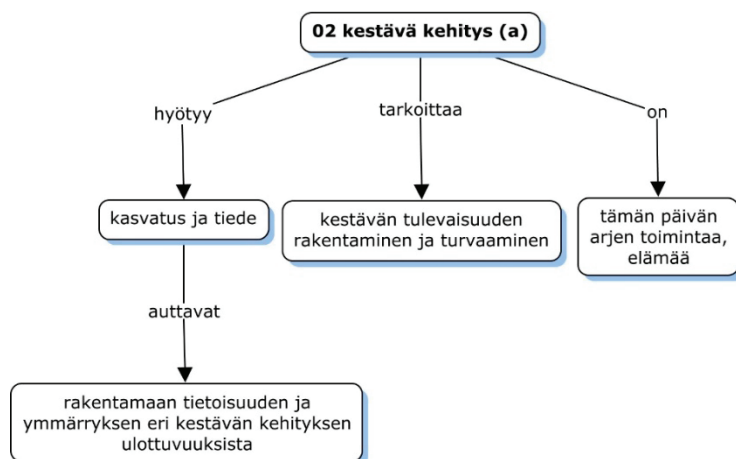 02 kestävä kehitys (a)
hyötyy
tarkoittaa
on
kasvatus ja tiede
kestävän tulevaisuuden
rakentaminen ja turvaaminen
tämän päivän
arjen toimintaa,
elämää
auttavat
rakentamaan tietoisuuden ja
ymmärryksen eri kestävän kehityksen
ulottuvuuksista